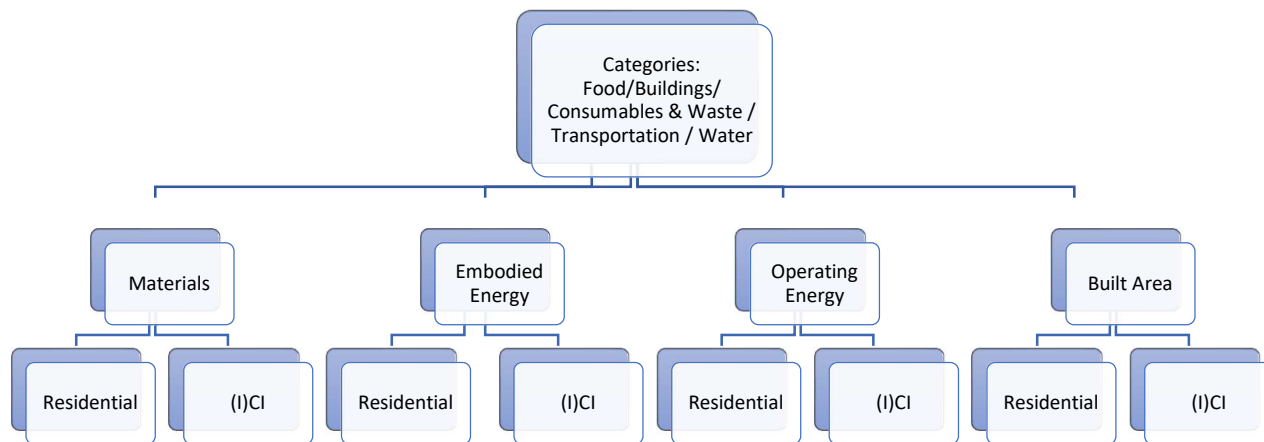 Categories:
Food/Buildings/
Consumables & Waste /
Transportation / Water
Materials
Embodied
Energy
Operating
Energy
Built Area
Residential
(I)CI
Residential
(I)CI
Residential
(I)CI
Residential
(I)CI